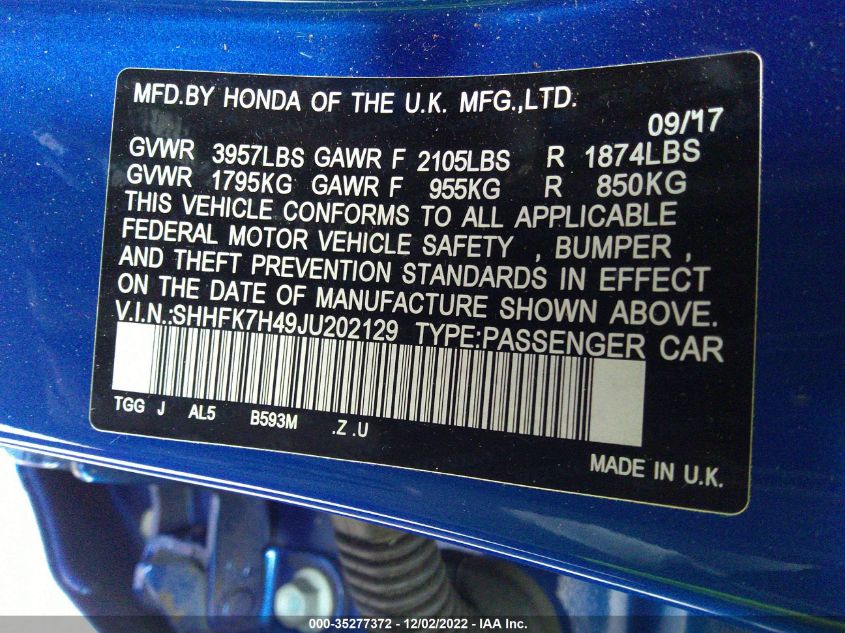 MFD.BY HONDA OF THE U.K. MFG.,LTD.
09/17
GVWR 3957LBS GAWR F 2105LBS R 1874LBS
GVWR 1795KG GAWR F 955KG R 850KG
THIS VEHICLE CONFORMS TO ALL APPLICABLE
FEDERAL MOTOR VEHICLE SAFETY , BUMPER ,
AND THEFT PREVENTION STANDARDS IN EFFECT
ON THE DATE OF MANUFACTURE SHOWN ABOVE.
V.I.N.:SHHFK7H49JU202129 TYPE:PASSENGER CAR
TGG J AL5 B593M .Z .U
MADE IN U.K.
000-35277372 - 12/02/2022 - IAA Inc.